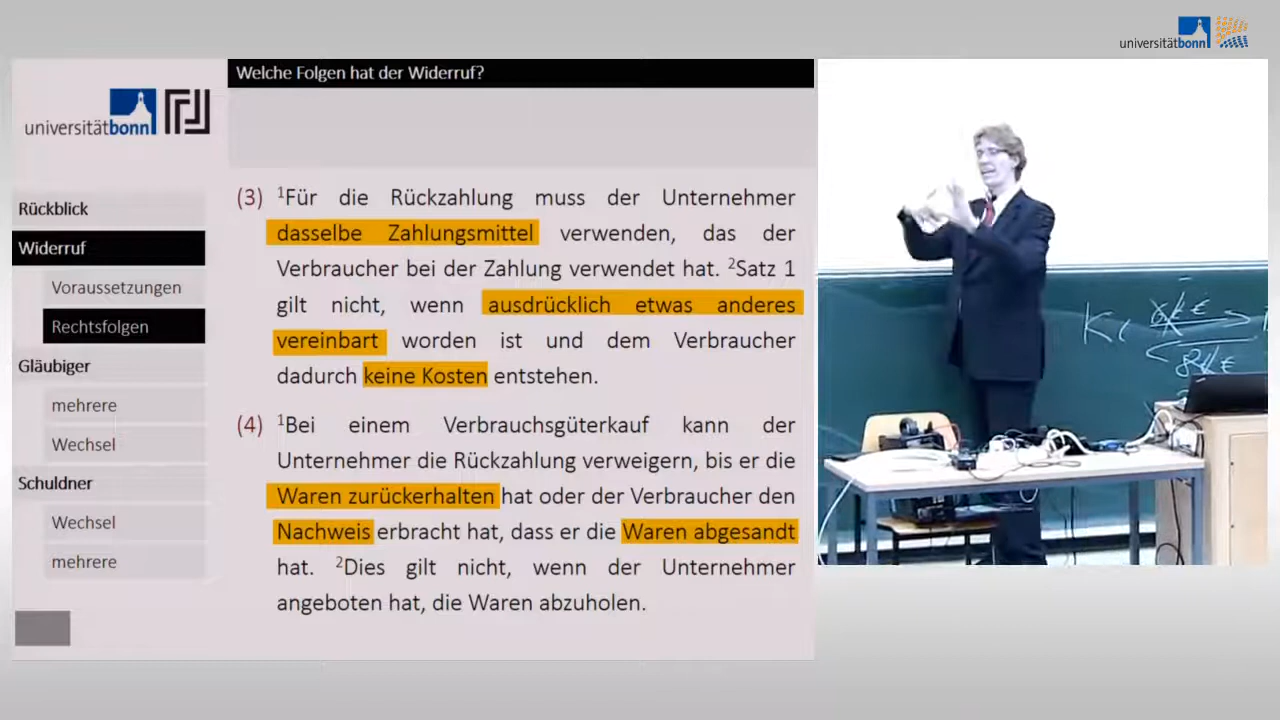 universitätbonn
Welche Folgen hat der Widerruf?
universitätbonn
Rückblick
Widerruf
Voraussetzungen
Rechtsfolgen
Gläubiger
mehrere
Wechsel
Schuldner
Wechsel
mehrere
(3) ¹Für die Rückzahlung muss der Unternehmer
dasselbe Zahlungsmittel verwenden, das der
Verbraucher bei der Zahlung verwendet hat. ²Satz 1
gilt nicht, wenn ausdrücklich etwas anderes
vereinbart worden ist und dem Verbraucher
dadurch keine Kosten entstehen.
(4) ¹Bei einem Verbrauchsgüterkauf kann der
Unternehmer die Rückzahlung verweigern, bis er die
Waren zurückerhalten hat oder der Verbraucher den
Nachweis erbracht hat, dass er die Waren abgesandt
hat. ²Dies gilt nicht, wenn der Unternehmer
angeboten hat, die Waren abzuholen.